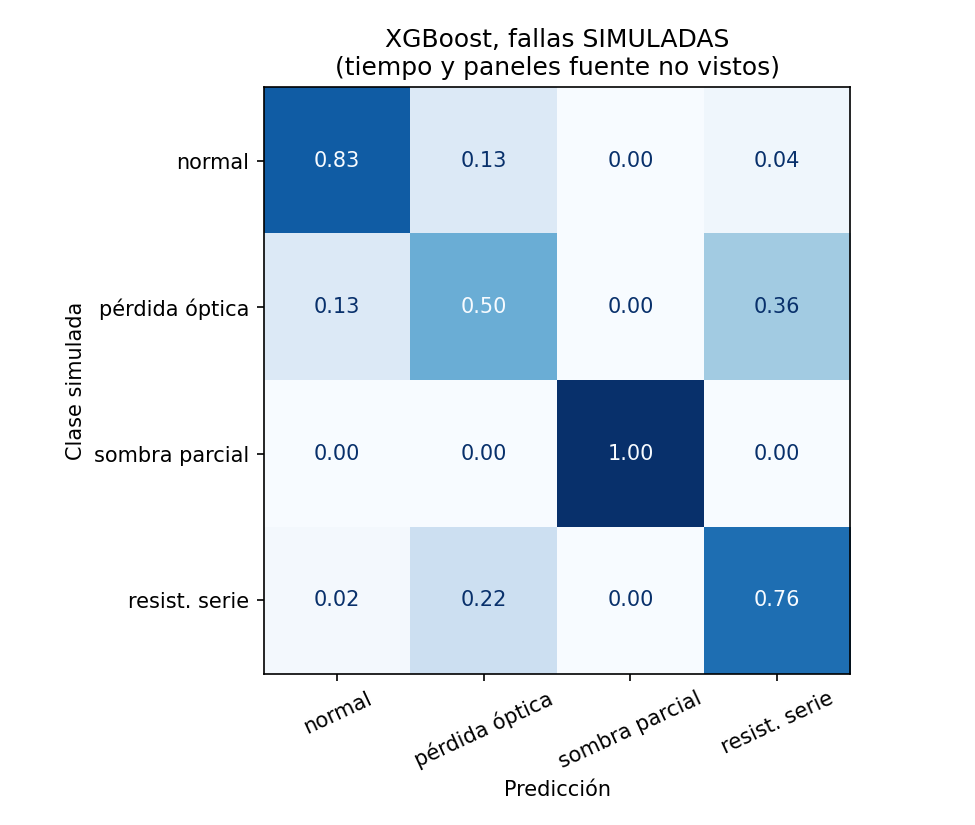 XGBoost, fallas SIMULADAS
(tiempo y paneles fuente no vistos)
Clase simulada
normal 0.83 0.13 0.00 0.04
pérdida óptica 0.13 0.50 0.00 0.36
sombra parcial 0.00 0.00 1.00 0.00
resist. serie 0.02 0.22 0.00 0.76
normal pérdida óptica sombra parcial resist. serie
Predicción